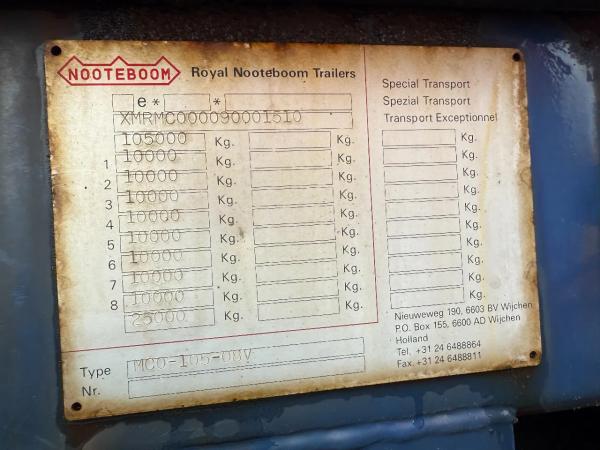 NOOTEBOOM Royal Nooteboom Trailers
e* *
XMRMCO000090001510
105000 Kg. Kg.
1 10000 Kg. Kg.
2 10000 Kg. Kg.
3 10000 Kg. Kg.
4 10000 Kg. Kg.
5 10000 Kg. Kg.
6 10000 Kg. Kg.
7 10000 Kg. Kg.
8 10000 Kg. Kg.
25000 Kg. Kg.
Type MCO-105-08V
Nr.
Special Transport
Spezial Transport
Transport Exceptionnel
Kg.
Kg.
Kg.
Kg.
Kg.
Kg.
Kg.
Kg.
Kg.
Kg.
Nieuweweg 190, 6603 BV Wijchen
P.O. Box 155, 6600 AD Wijchen
Holland
Tel. +31 24 6488864
Fax. +31 24 6488811